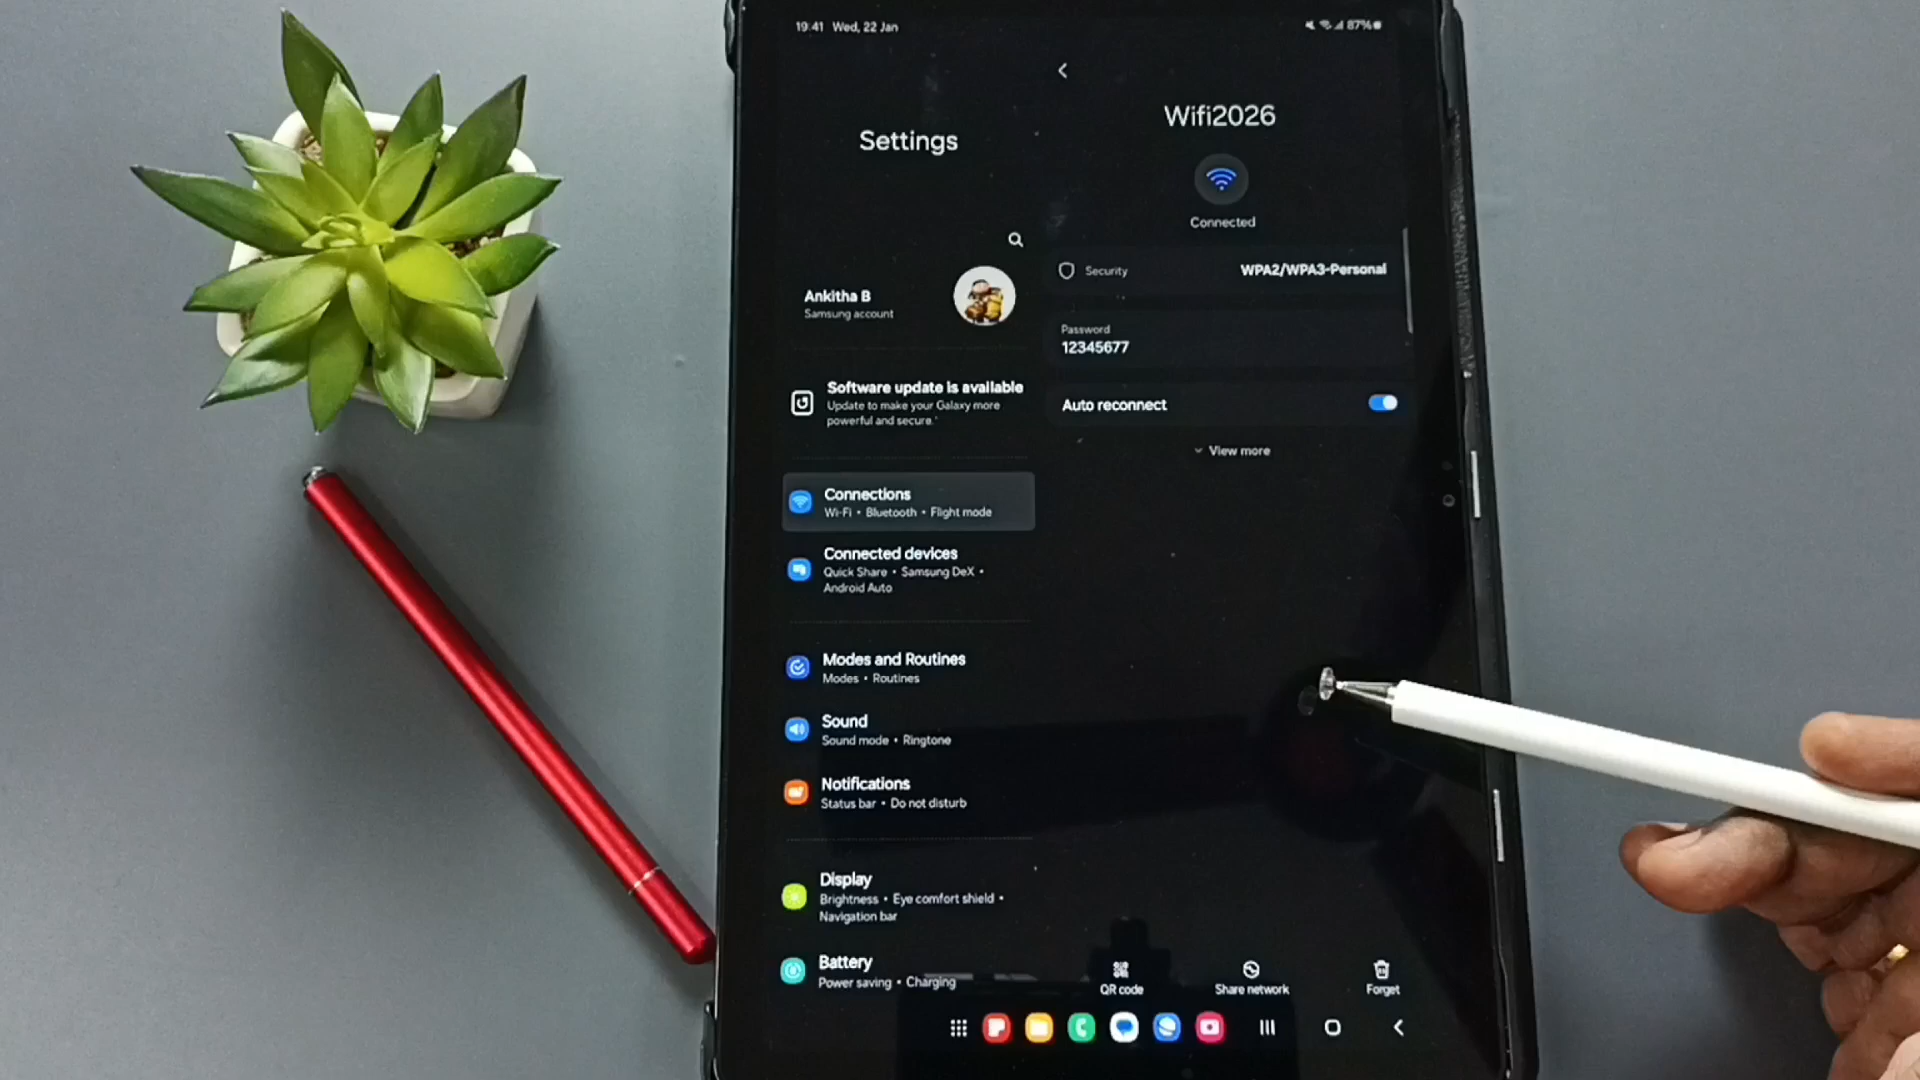 19:41 Wed, 22 Jan
87%
Settings
Ankitha B
Samsung account
Software update is available
Update to make your Galaxy more
powerful and secure.
Connections
Wi-Fi • Bluetooth • Flight mode
Connected devices
Quick Share • Samsung DeX •
Android Auto
Modes and Routines
Modes • Routines
Sound
Sound mode • Ringtone
Notifications
Status bar • Do not disturb
Display
Brightness • Eye comfort shield •
Navigation bar
Battery
Power saving • Charging
Wifi2026
Connected
Security WPA2/WPA3-Personal
Password
12345677
Auto reconnect
View more
QR code Share network Forget